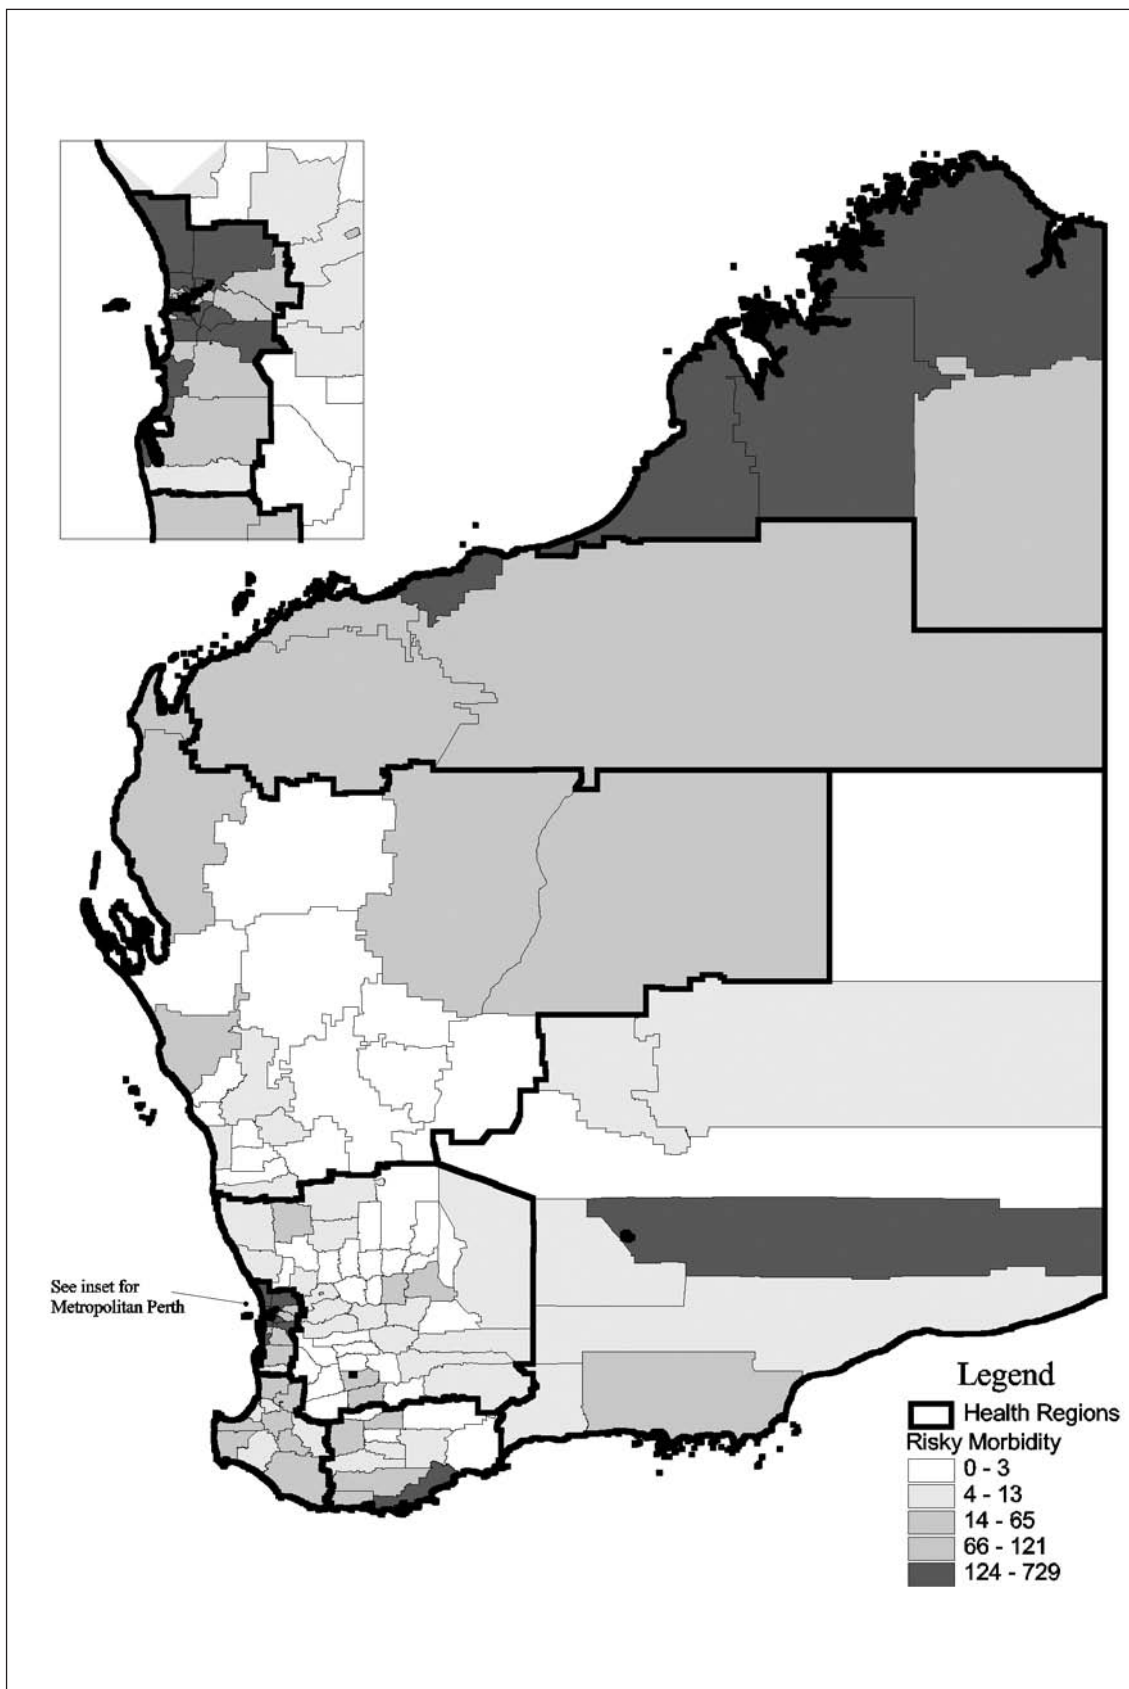 See inset for
Metropolitan Perth
Legend
Health Regions
Risky Morbidity
0 - 3
4 - 13
14 - 65
66 - 121
124 - 729